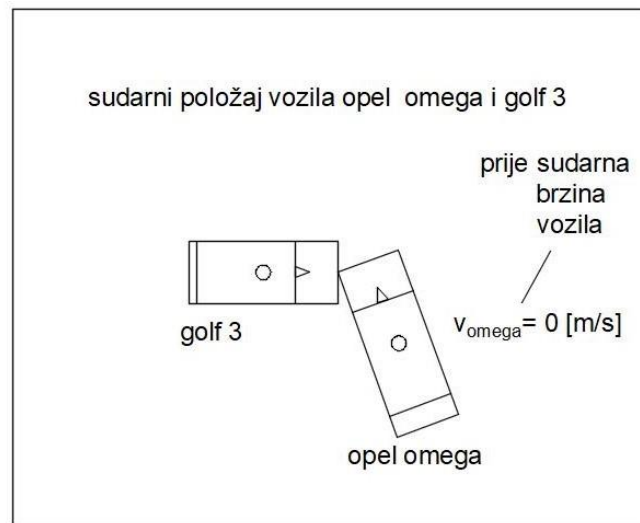 sudarni položaj vozila opel omega i golf 3
prije sudarna
brzina
vozila
golf 3
vomega= 0 [m/s]
opel omega